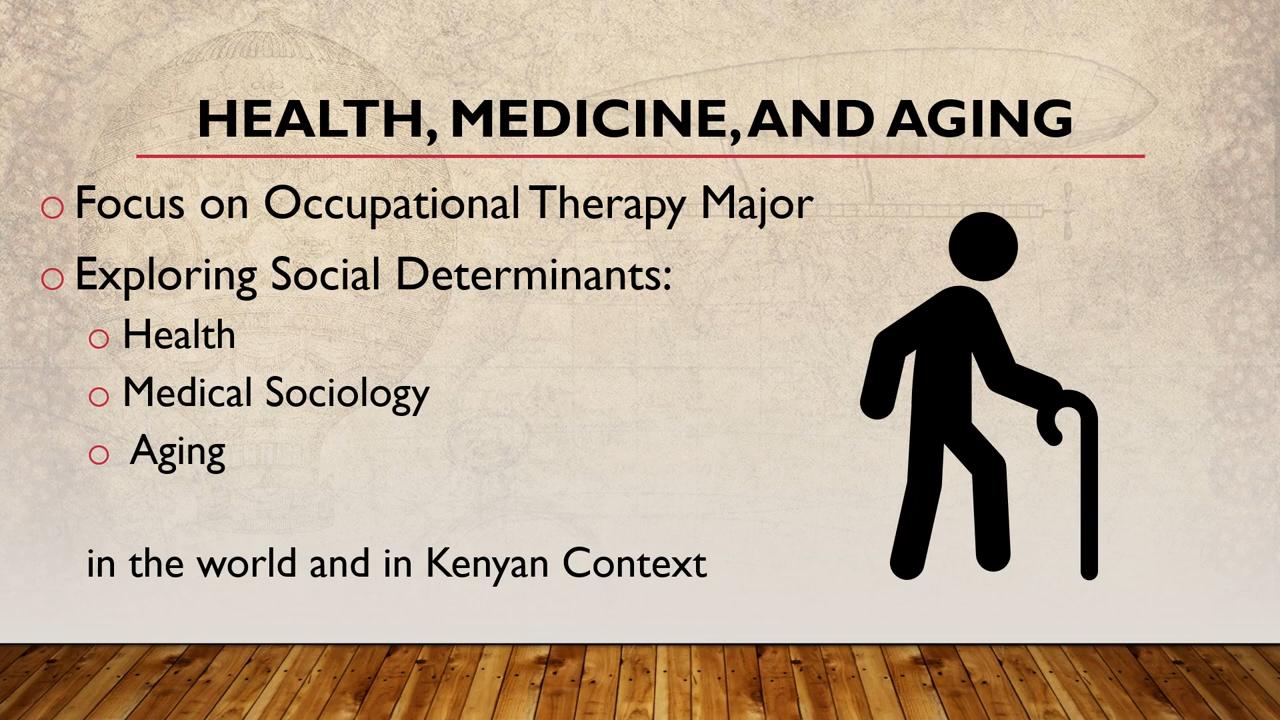 HEALTH, MEDICINE, AND AGING
Focus on Occupational Therapy Major
Exploring Social Determinants:
Health
Medical Sociology
Aging
in the world and in Kenyan Context